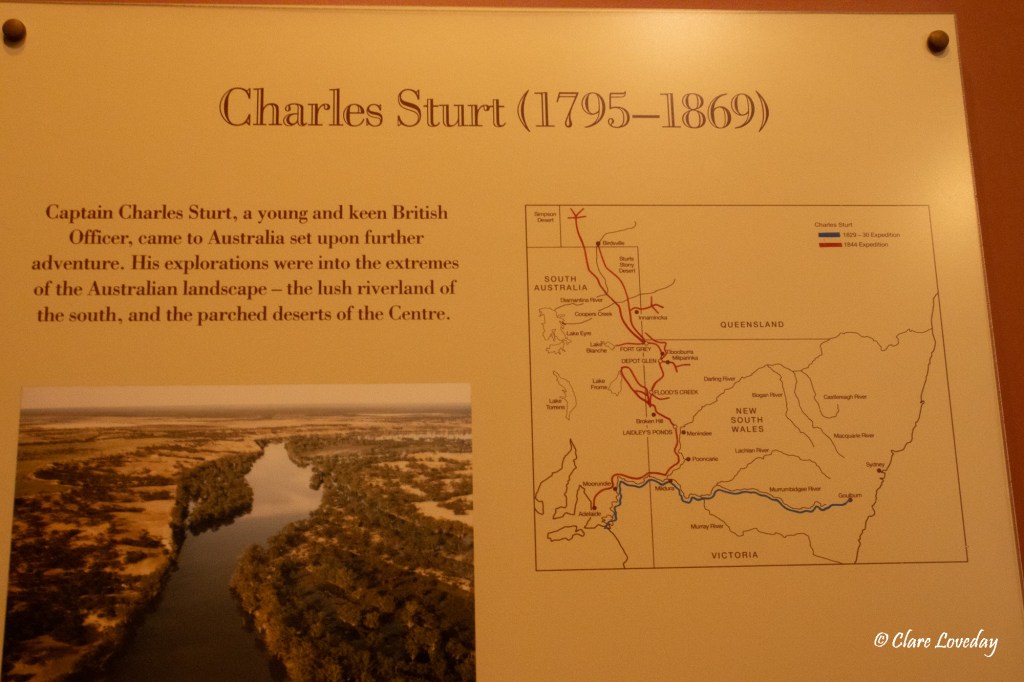 Charles Sturt (1795–1869)
Captain Charles Sturt, a young and keen British
Officer, came to Australia set upon further
adventure. His explorations were into the extremes
of the Australian landscape – the lush riverland of
the south, and the parched deserts of the Centre.
Simpson
Desert
Birdsville
Sturts
Stony
Desert
Charles Sturt
1829 – 30 Expedition
1844 Expedition
SOUTH
AUSTRALIA
Diamantina River
Coopers Creek
Innamincka
Lake Eyre
QUEENSLAND
Lake
Blanche
FORT GREY
Tibooburra
Milparinka
DEPOT GLEN
Lake
Frome
Darling River
FLOOD'S CREEK
Bogan River
Castlereagh River
Lake
Torrens
Broken Hill
NEW
SOUTH
WALES
LAIDLEY'S PONDS
Menindee
Macquarie River
Lachlan River
Pooncarie
Sydney
Moorundie
Mildura
Murrumbidgee River
Goulburn
Adelaide
Murray River
VICTORIA
© Clare Loveday